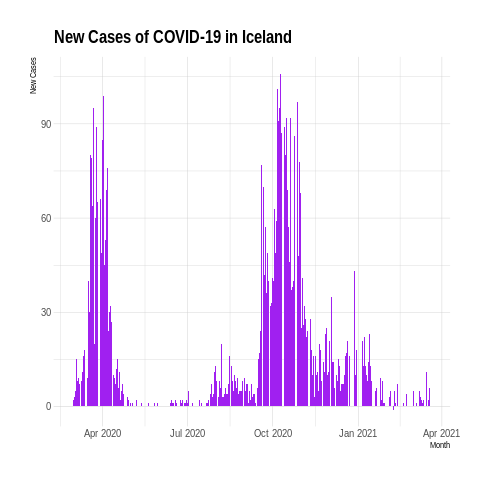 New Cases of COVID-19 in Iceland
New Cases
90
60
30
0
Apr 2020
Jul 2020
Oct 2020
Jan 2021
Apr 2021
Month